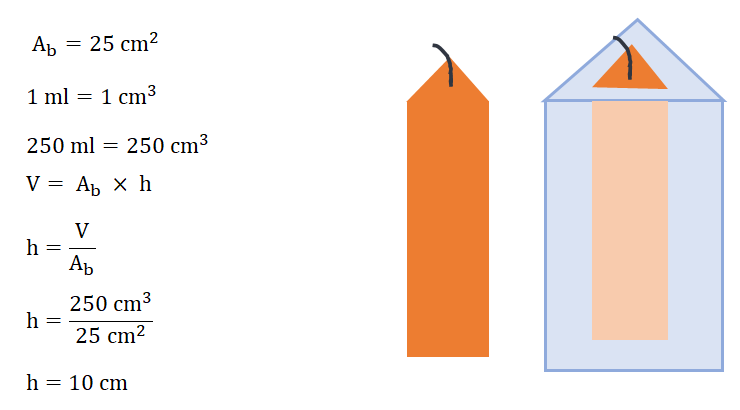 A_b = 25 cm²
1 ml = 1 cm³
250 ml = 250 cm³
V = A_b × h
h = V / A_b
h = 250 cm³ / 25 cm²
h = 10 cm